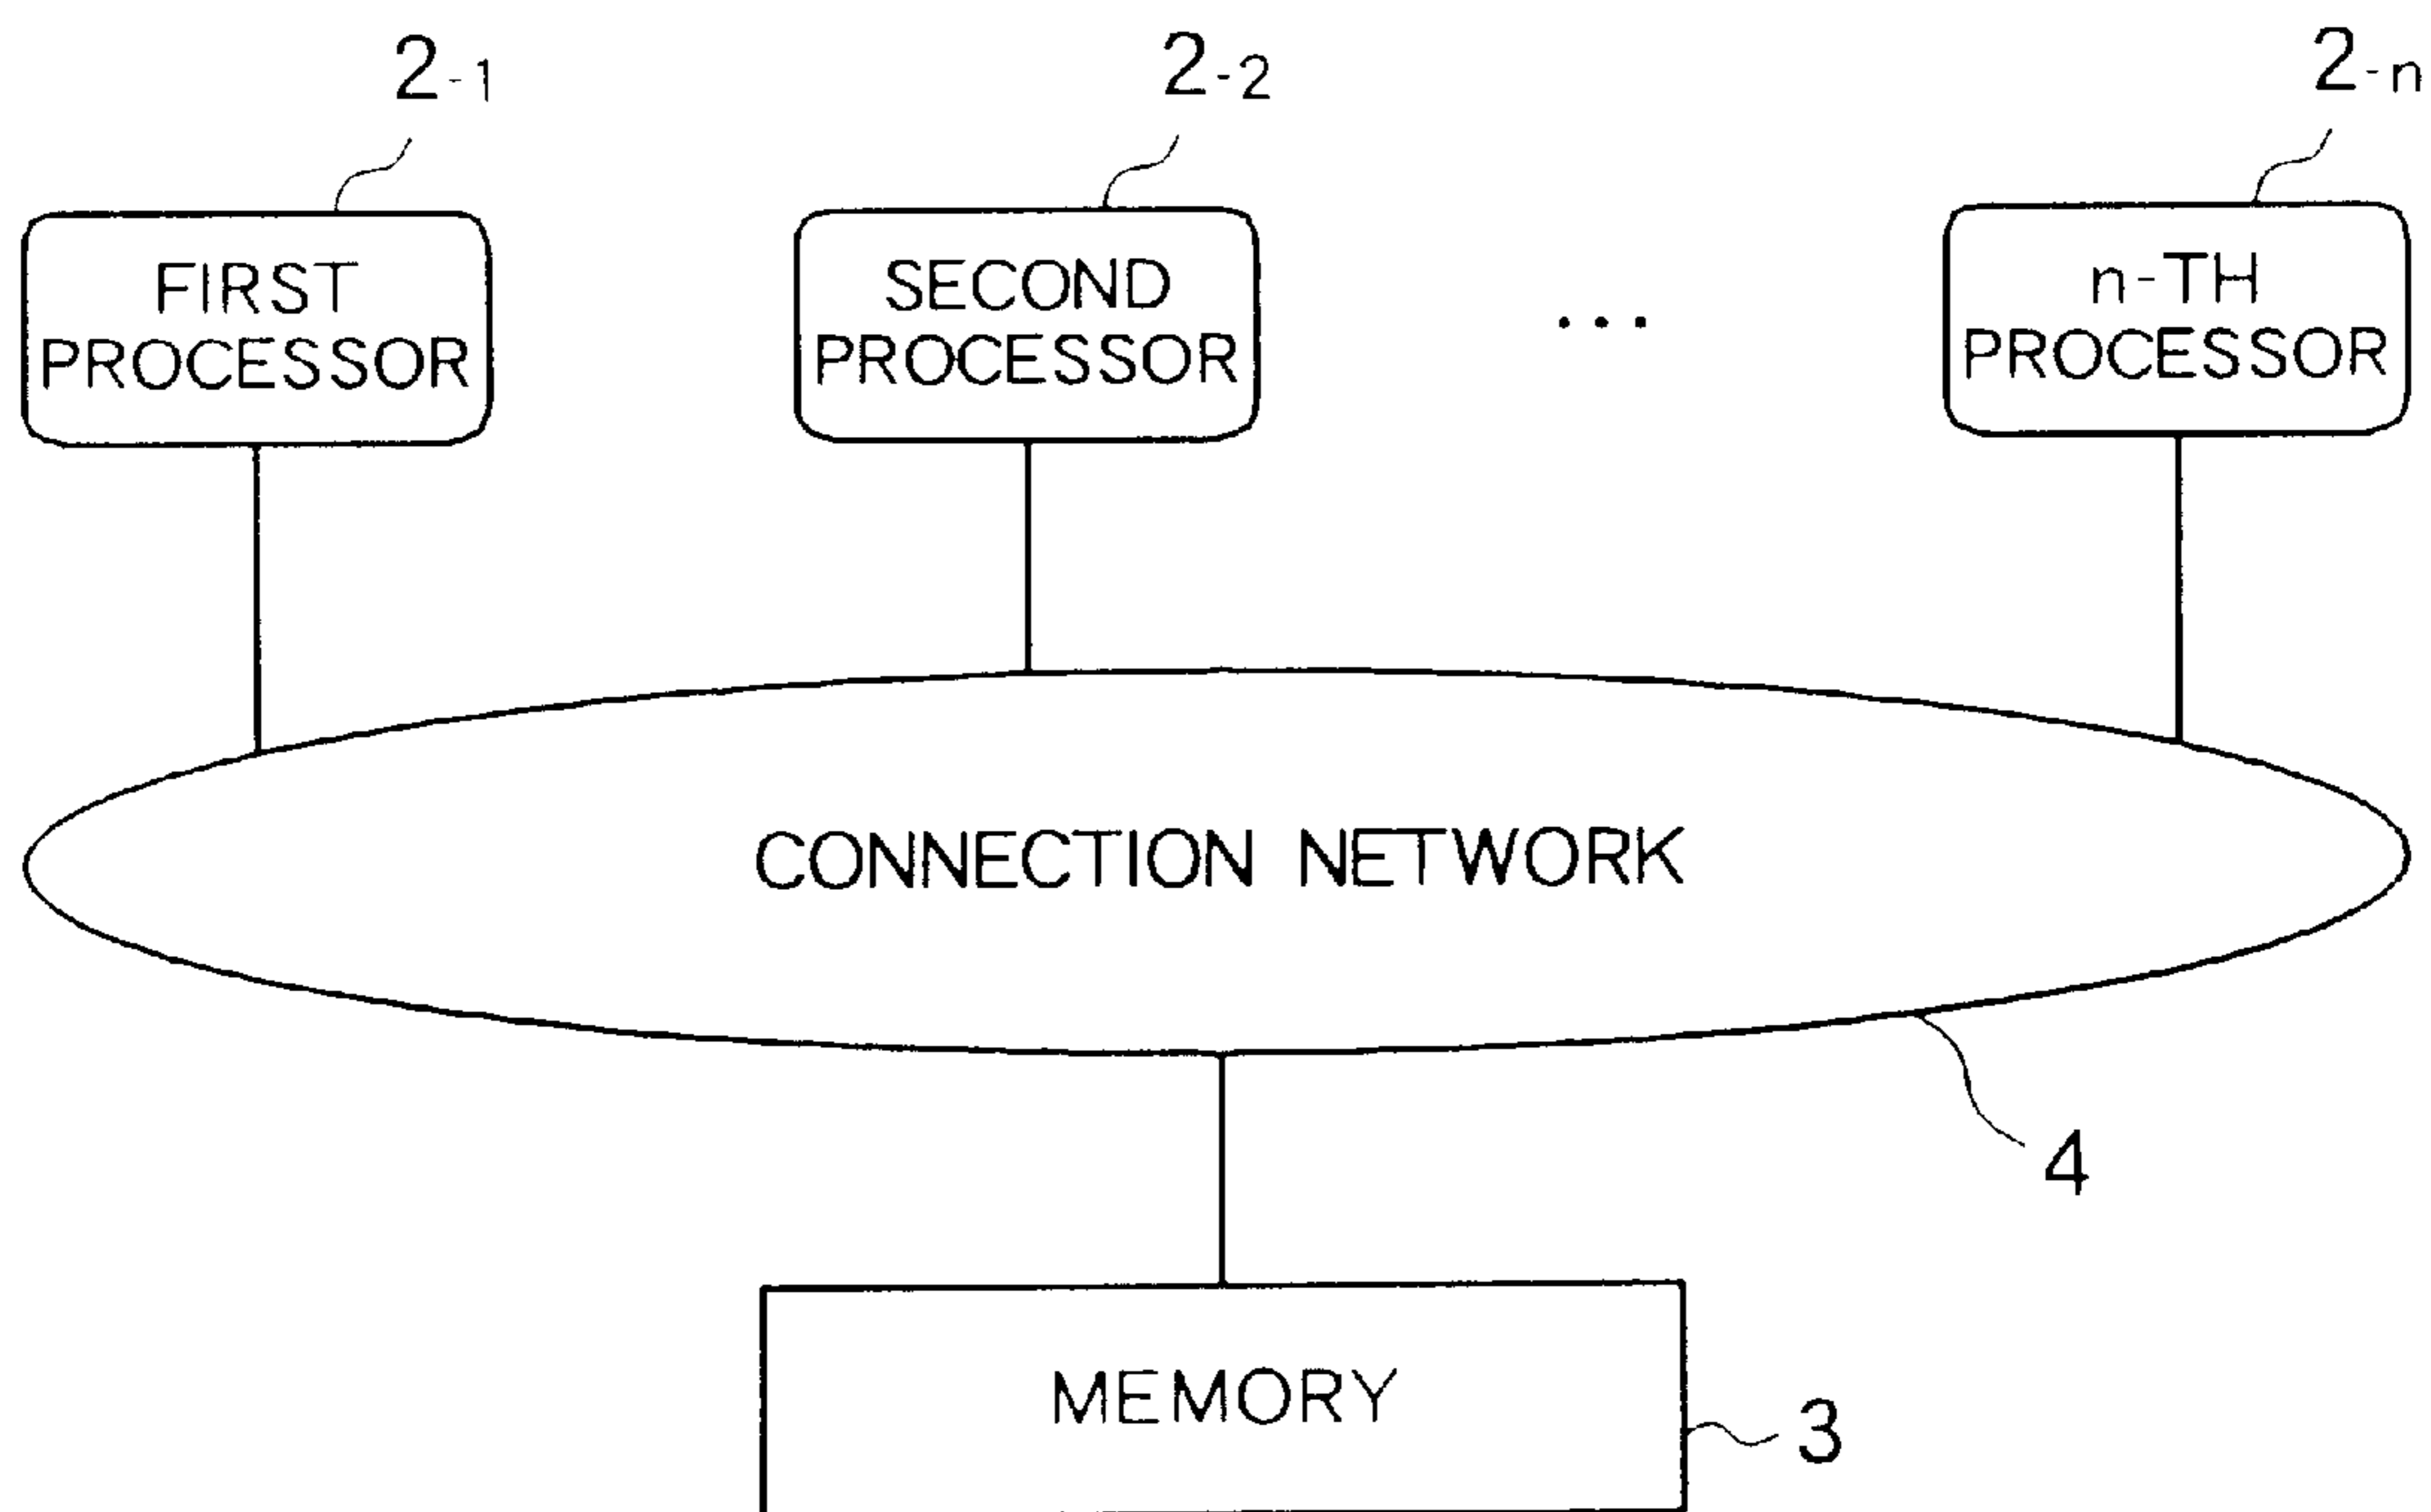 2-1
2-2
2-n
FIRST
PROCESSOR
SECOND
PROCESSOR
...
n-TH
PROCESSOR
CONNECTION NETWORK
4
MEMORY
3